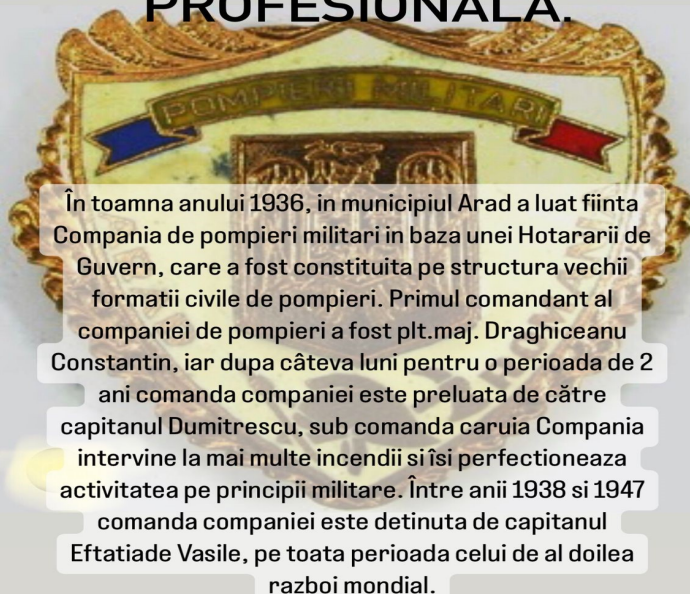 PROFESIONALA.
POMPIERII MILITARI
În toamna anului 1936, in municipiul Arad a luat fiinta
Compania de pompieri militari in baza unei Hotararii de
Guvern, care a fost constituita pe structura vechii
formatii civile de pompieri. Primul comandant al
companiei de pompieri a fost plt.maj. Draghiceanu
Constantin, iar dupa câteva luni pentru o perioada de 2
ani comanda companiei este preluata de către
capitanul Dumitrescu, sub comanda caruia Compania
intervine la mai multe incendii si îsi perfectioneaza
activitatea pe principii militare. Între anii 1938 si 1947
comanda companiei este detinuta de capitanul
Eftatiade Vasile, pe toata perioada celui de al doilea
razboi mondial.